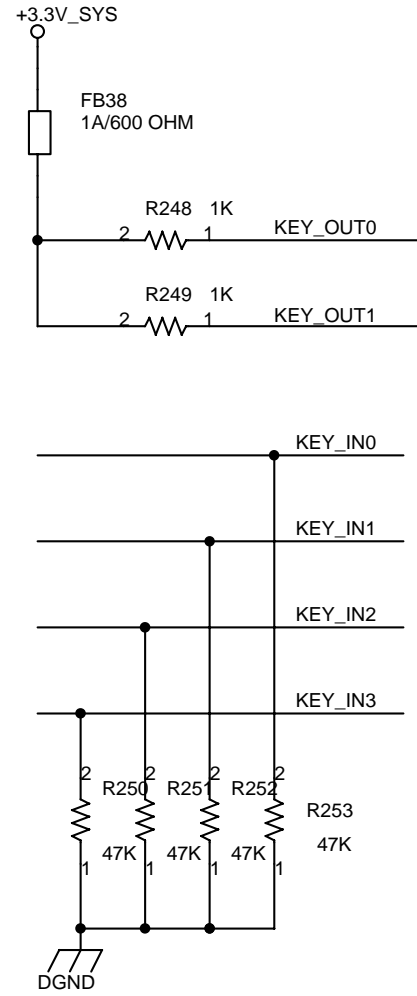 +3.3V_SYS
FB38
1A/600 OHM
R248 1K
2 1 KEY_OUT0
R249 1K
2 1 KEY_OUT1
KEY_IN0
KEY_IN1
KEY_IN2
KEY_IN3
2 2 2 2
R250 R251 R252
R253
47K
47K 47K 47K
1 1 1 1
DGND